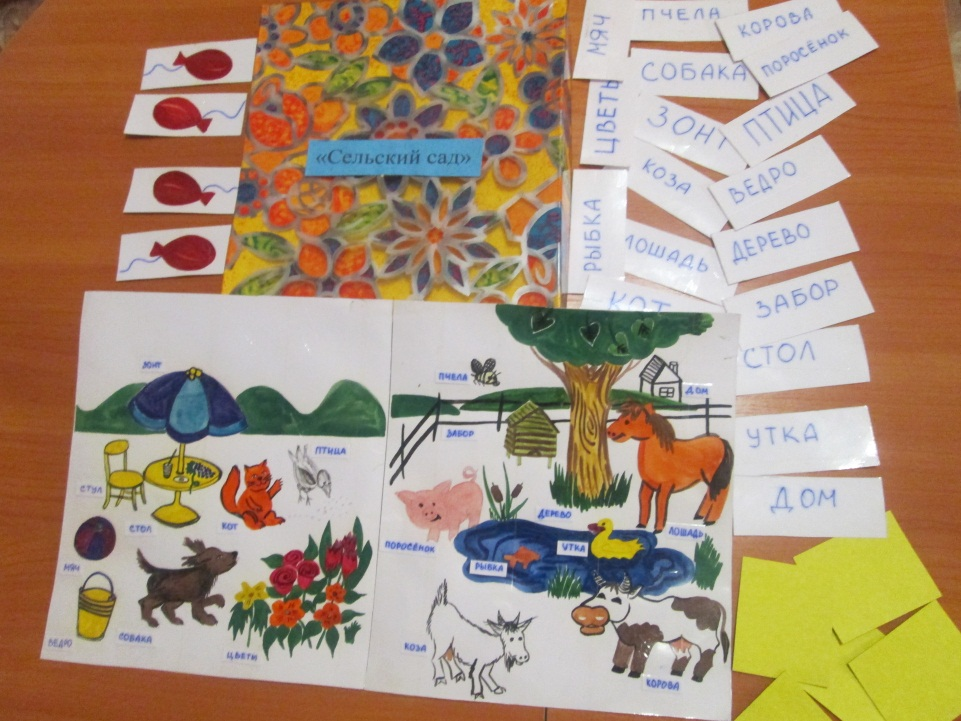 «Сельский сад»
МЯЧ
ПЧЕЛА
КОРОВА
ПОРОСЁНОК
СОБАКА
ЦВЕТЫ
ЗОНТ
ПТИЦА
КОЗА
ВЕДРО
РЫБКА
ЛОШАДЬ
ДЕРЕВО
КОТ
ЗАБОР
СТОЛ
УТКА
ДОМ
ЗОНТ
ПТИЦА
СТУЛ
СТОЛ
КОТ
МЯЧ
ВЕДРО
СОБАКА
ЦВЕТЫ
ПЧЕЛА
ДОМ
ЗАБОР
ДЕРЕВО
ЛОШАДЬ
ПОРОСЁНОК
УТКА
РЫБКА
КОЗА
КОРОВА